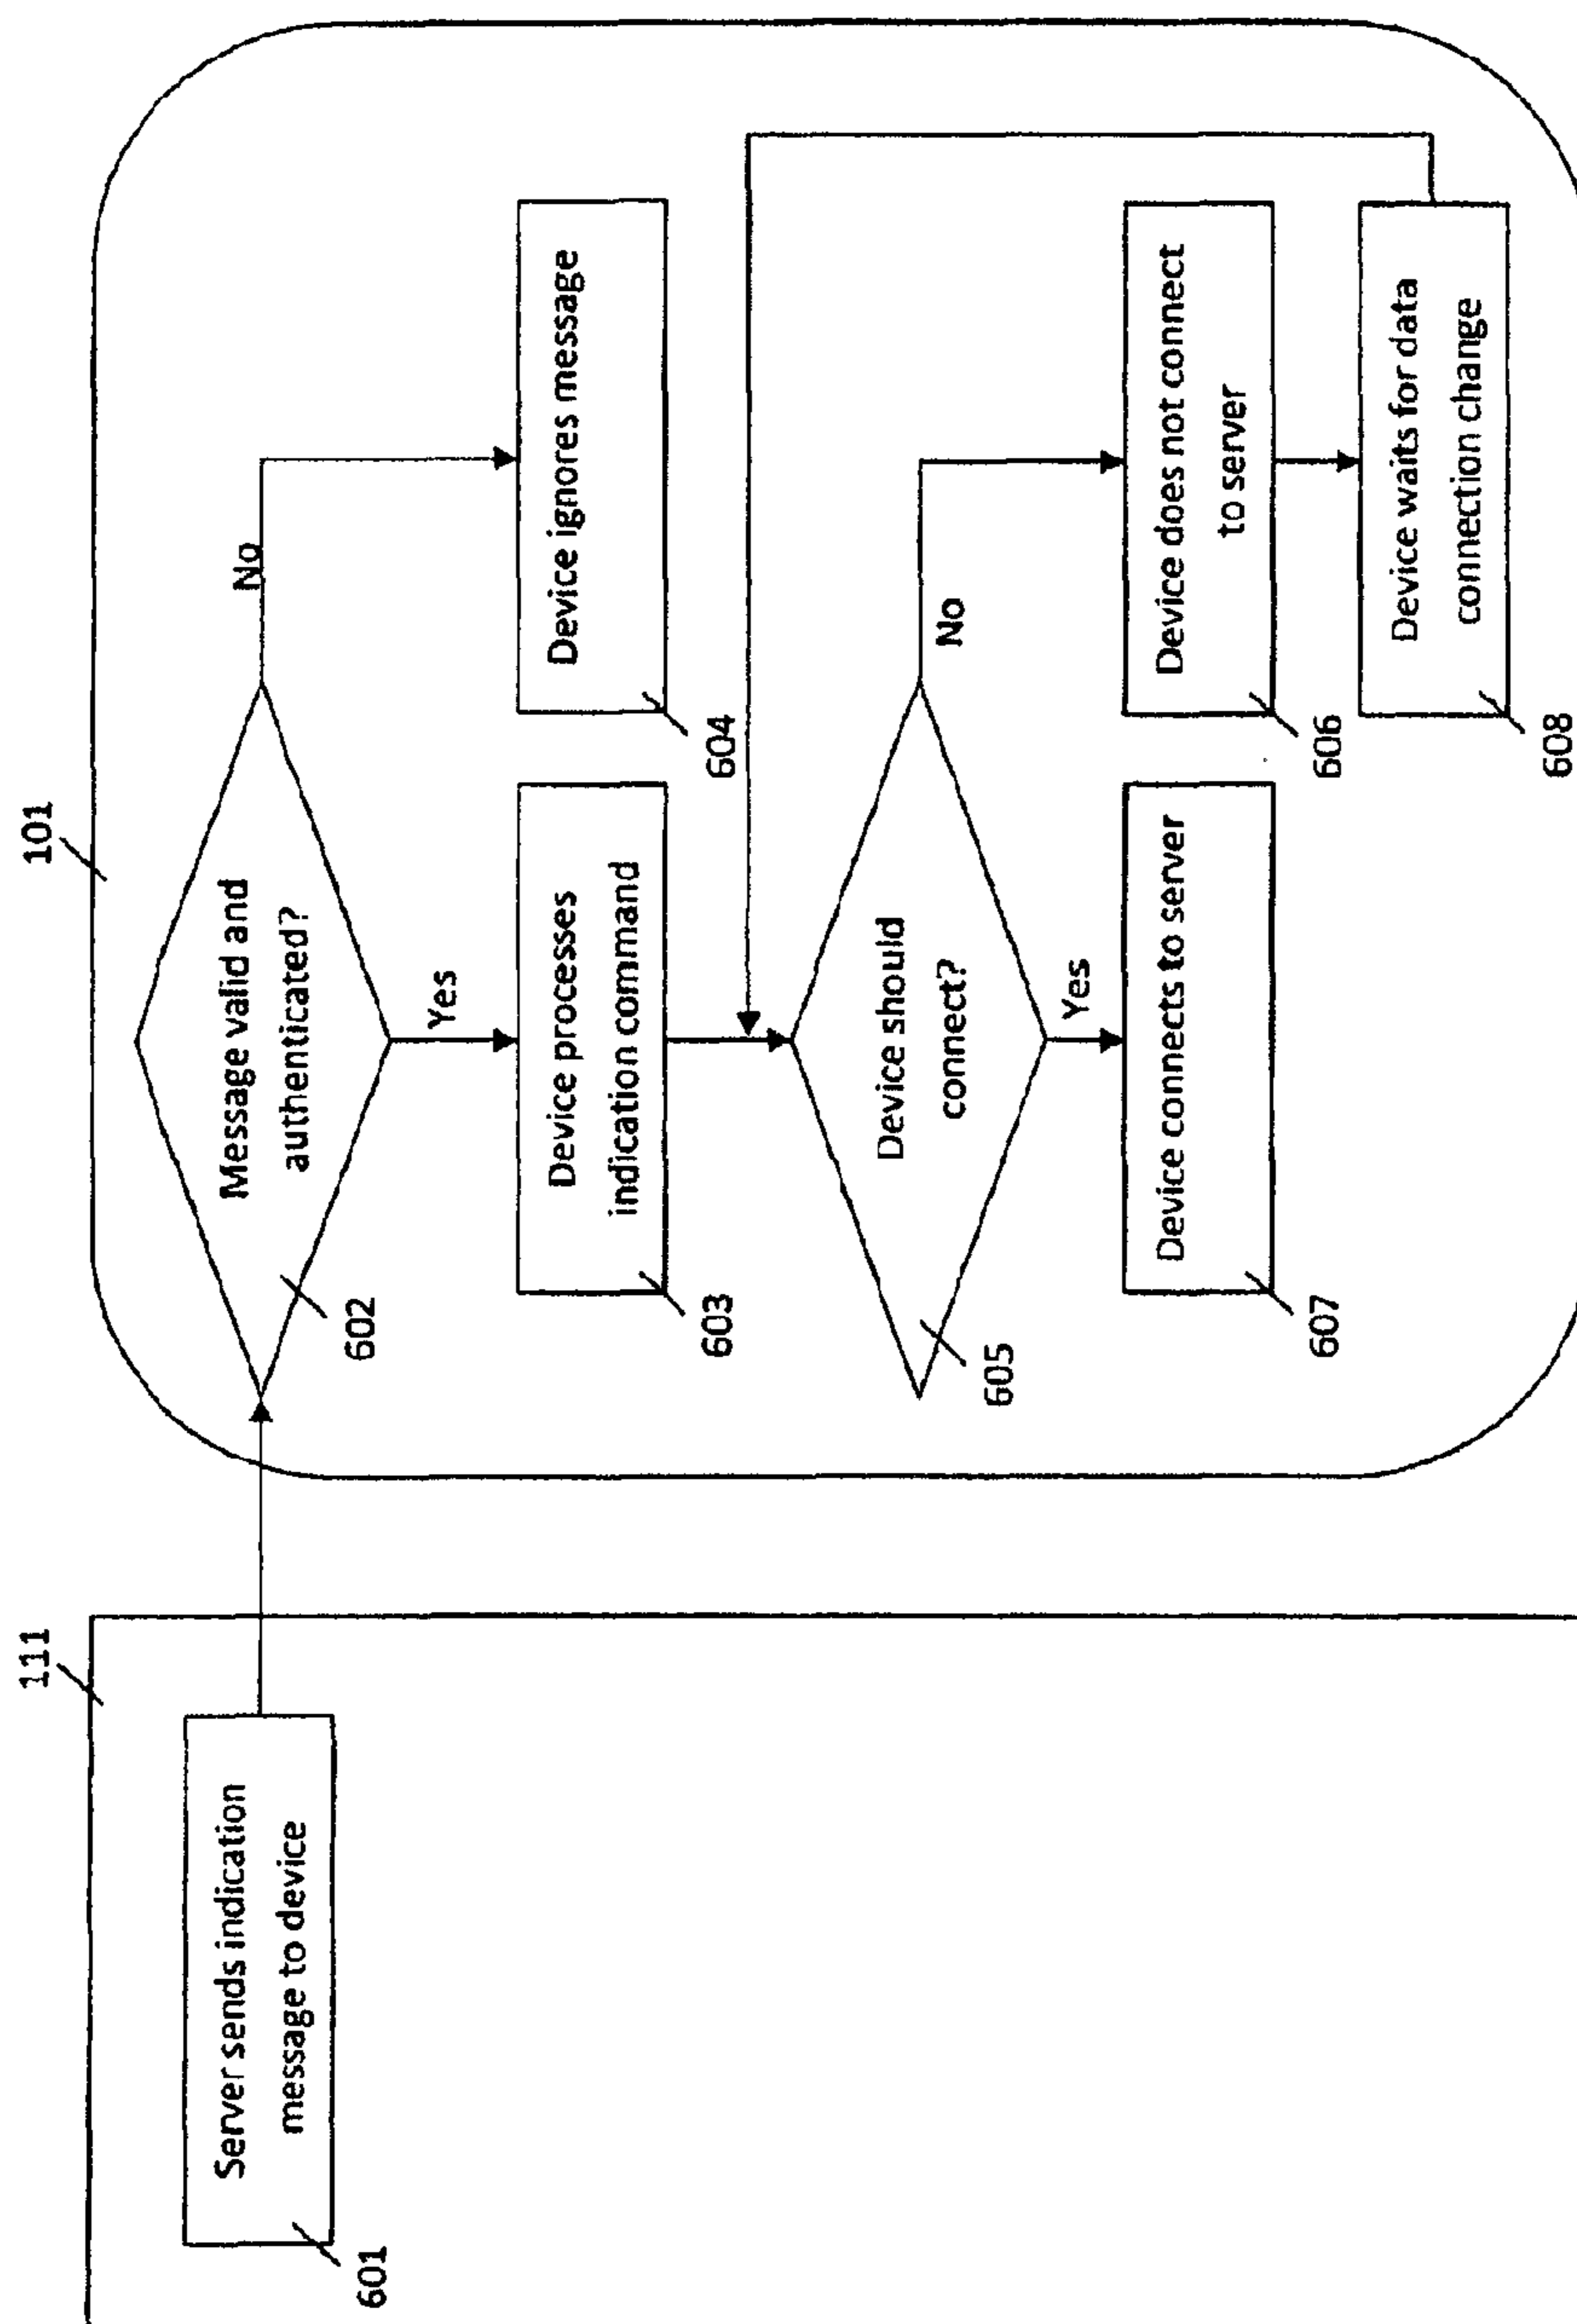 111
101
Server sends indication
message to device
601
Message valid and
authenticated?
602
No
Yes
Device processes
indication command
603
Device ignores message
604
Device should
connect?
605
No
Yes
Device connects to server
607
Device does not connect
to server
606
Device waits for data
connection change
608